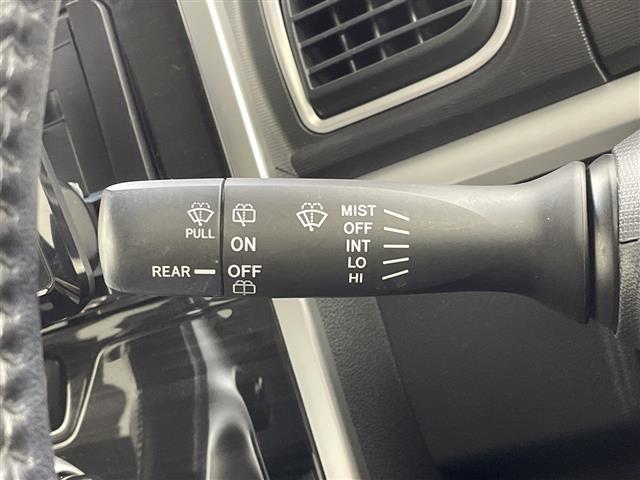 PULL
REAR
ON
OFF
MIST
OFF
INT
LO
HI